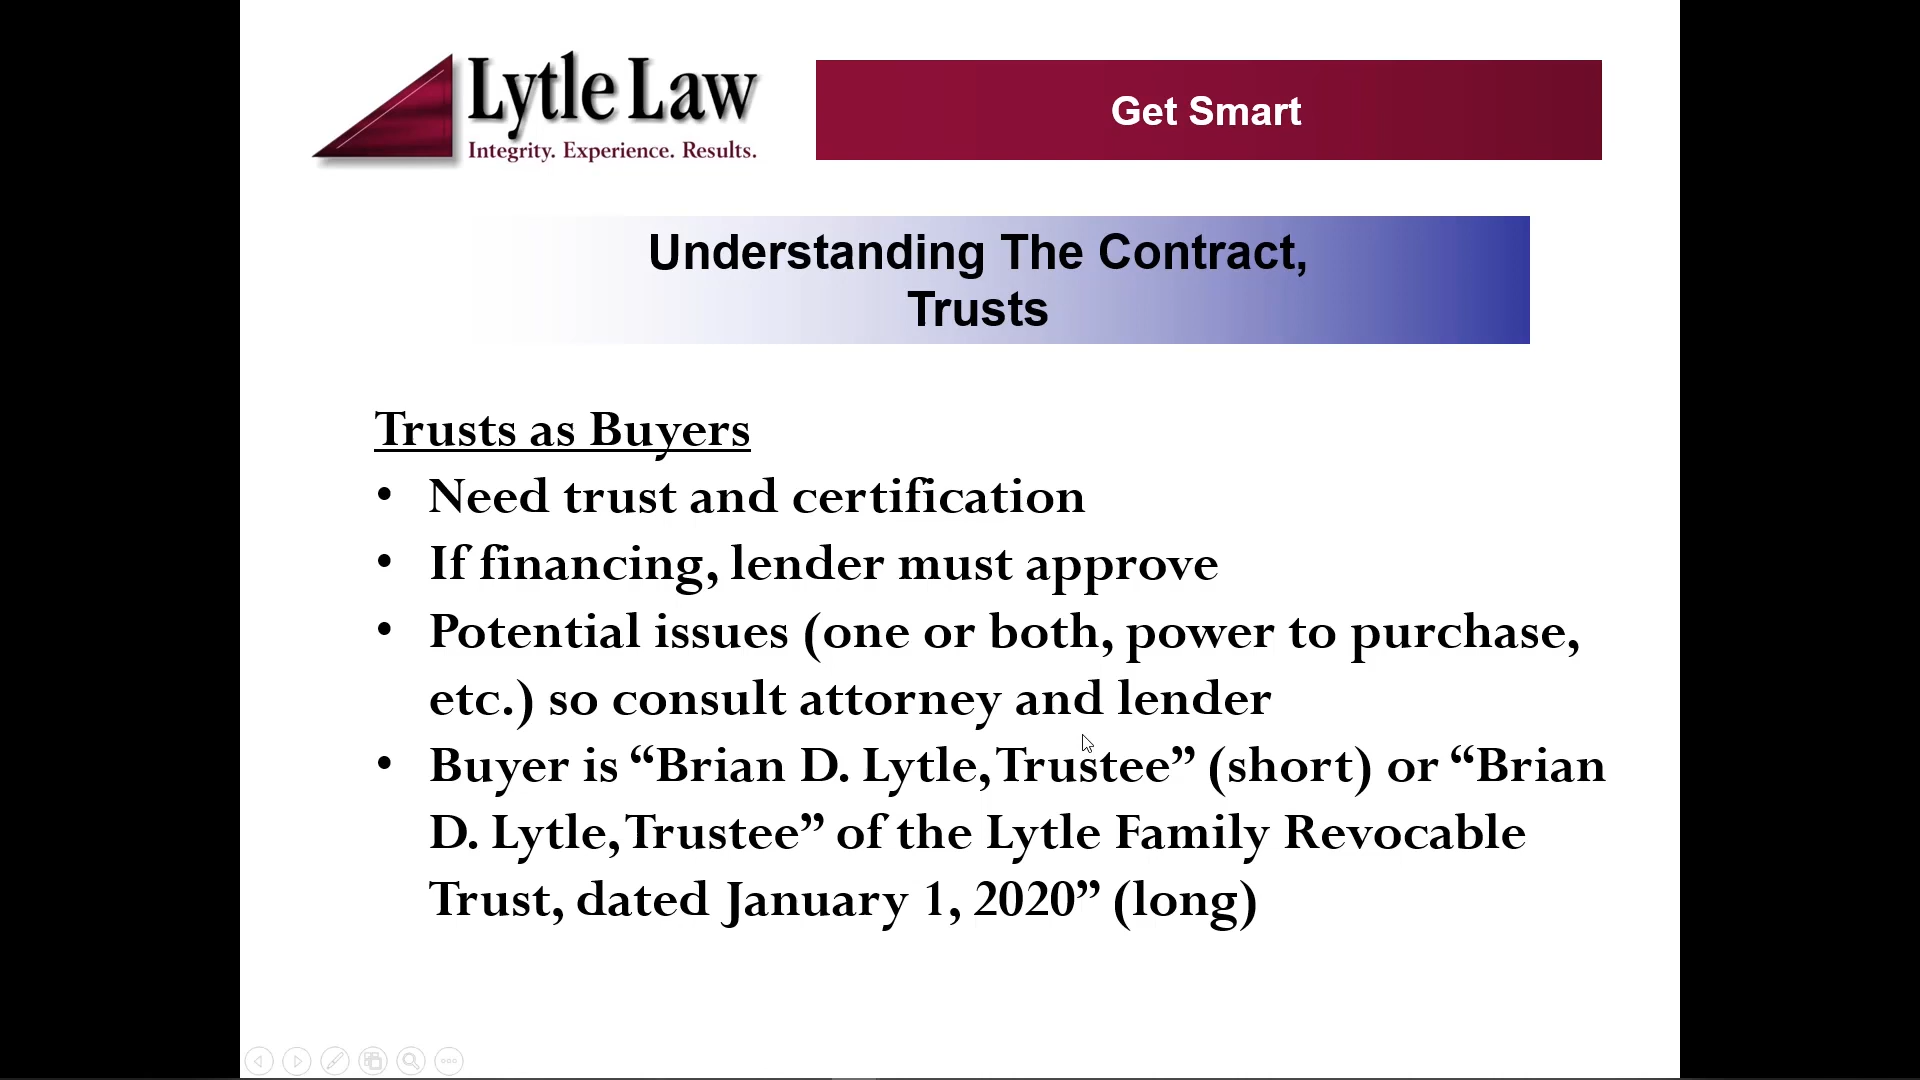 Lytle Law
Integrity. Experience. Results.
Get Smart
Understanding The Contract,
Trusts
Trusts as Buyers
• Need trust and certification
• If financing, lender must approve
• Potential issues (one or both, power to purchase,
etc.) so consult attorney and lender
• Buyer is “Brian D. Lytle, Trustee” (short) or “Brian
D. Lytle, Trustee” of the Lytle Family Revocable
Trust, dated January 1, 2020” (long)